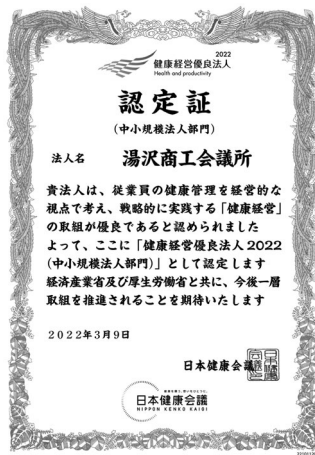 2022
健康経営優良法人
Health and productivity
認定証
(中小規模法人部門)
法人名 湯沢商工会議所
貴法人は、従業員の健康管理を経営的な
視点で考え、戦略的に実践する「健康経営」
の取組が優良であると認められました
よって、ここに「健康経営優良法人2022
(中小規模法人部門)」として認定します
経済産業省及び厚生労働省と共に、今後一層
取組を推進されることを期待いたします
2022年3月9日
日本健康会議
日本健康会議
NIPPON KENKO KAIGI